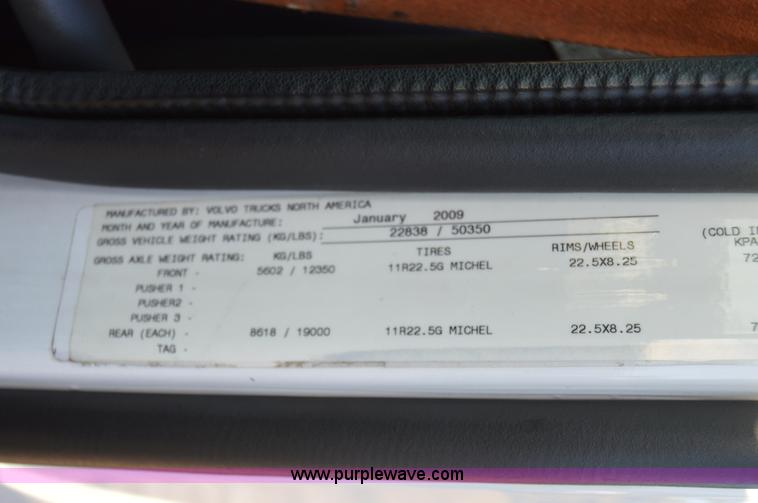 MANUFACTURED BY: VOLVO TRUCKS NORTH AMERICA
MONTH AND YEAR OF MANUFACTURE: January 2009
GROSS VEHICLE WEIGHT RATING (KG/LBS): 22838 / 50350
GROSS AXLE WEIGHT RATING: KG/LBS TIRES RIMS/WHEELS (COLD I
KPA
FRONT - 5602 / 12350 11R22.5G MICHEL 22.5X8.25 72
PUSHER 1 -
PUSHER2 -
PUSHER 3 -
REAR (EACH) - 8618 / 19000 11R22.5G MICHEL 22.5X8.25 7
TAG -
www.purplewave.com